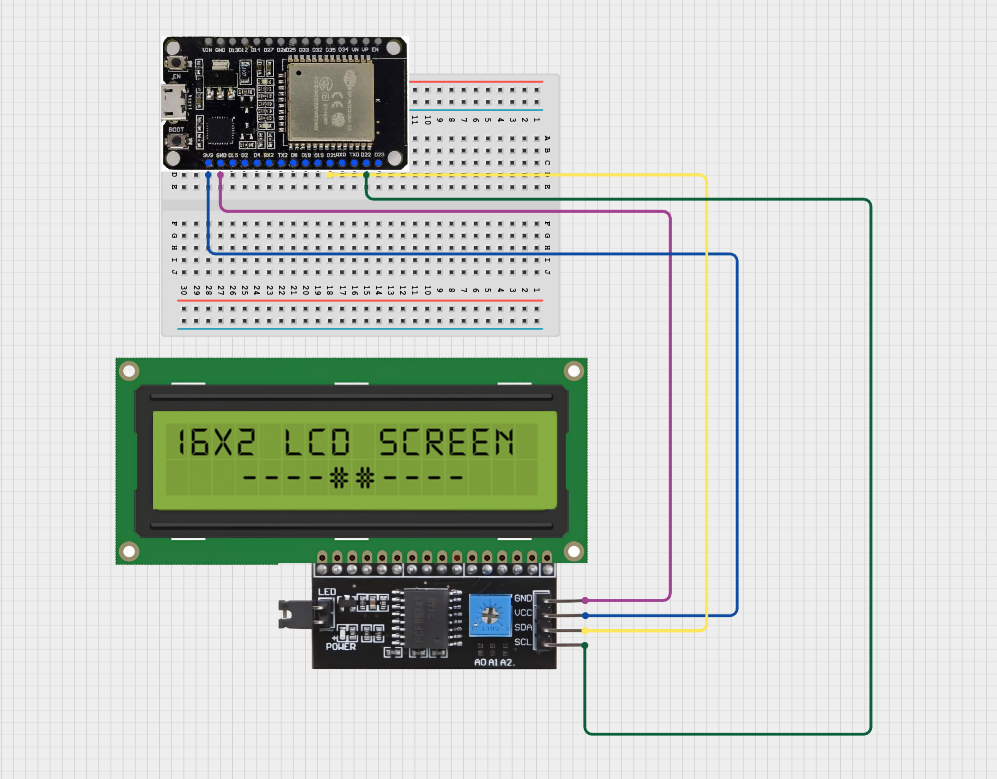 VIN GND D13 D12 D14 D27 D26 D25 D33 D32 D35 D34 VN VP EN
EN
BOOT
3V3 GND D15 D2 D4 RX2 TX2 D5 D18 D19 D21 RX0 TX0 D22 D23
11 10 9 8 7 6 5 4 3 2 1
A
B
C
D
E
D
E
F
G
H
I
J
F
G
H
I
J
30 29 28 27 26 25 24 23 22 21 20 19 18 17 16 15 14 13 12 11 10 9 8 7 6 5 4 3 2 1
16X2 LCD SCREEN
----##----
LED
POWER
GND
VCC
SDA
SCL
A0 A1 A2